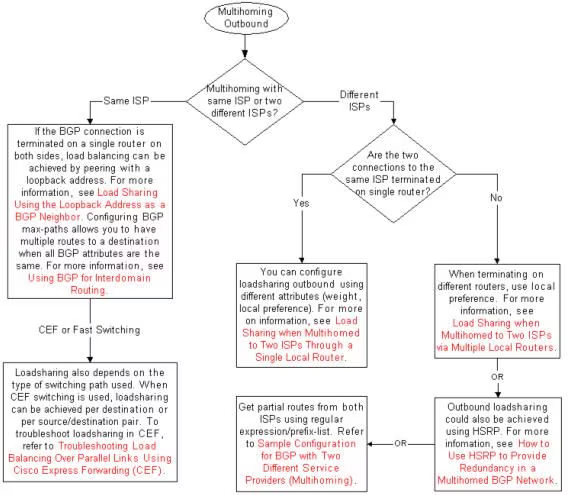 Multihoming
Outbound
Multihoming with
same ISP or two
different ISPs?
Same ISP
Different
ISPs
If the BGP connection is
terminated on a single router on
both sides, load balancing can be
achieved by peering with a
loopback address. For more
information, see Load Sharing
Using the Loopback Address as a
BGP Neighbor. Configuring BGP
max-paths allows you to have
multiple routes to a destination
when all BGP attributes are
the same. For more information, see
Using BGP for Interdomain
Routing.
Are the two
connections to the
same ISP terminated
on single router?
Yes
No
You can configure
loadsharing outbound using
different attributes (weight,
local preference). For more
on information, see Load
Sharing when Multihomed
to Two ISPs Through a
Single Local Router.
When terminating on
different routers, use local
preference. For more
information, see
Load Sharing when
Multihomed to Two ISPs
via Multiple Local Routers.
CEF or Fast Switching
OR
Loadsharing also depends on the
type of switching path used. When
CEF switching is used, loadsharing
can be achieved per destination or
per source/destination pair. To
troubleshoot loadsharing in CEF,
refer to Troubleshooting Load
Balancing Over Parallel Links Using
Cisco Express Forwarding (CEF).
Get partial routes from both
ISPs using regular
expression/prefix-list. Refer
to Sample Configuration
for BGP with Two
Different Service
Providers (Multihoming).
OR
Outbound loadsharing
could also be achieved
using HSRP. For more
information, see How to
Use HSRP to Provide
Redundancy in a
Multihomed BGP Network.